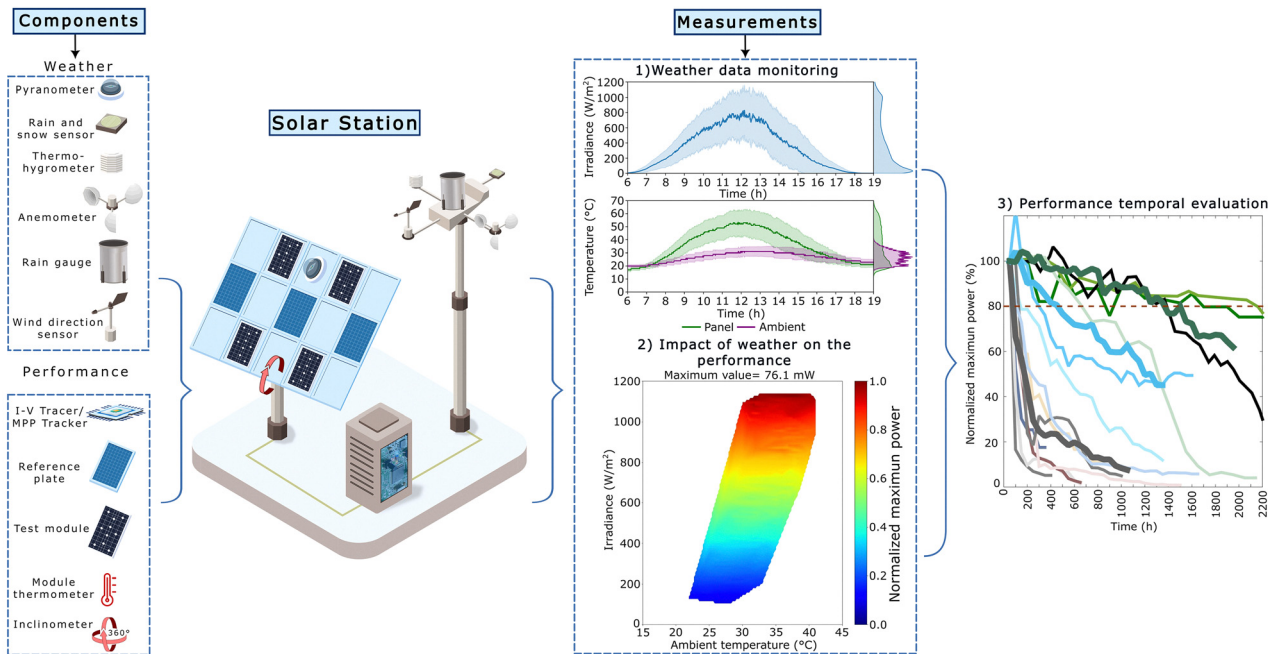 Components
Weather
Pyranometer
Rain and
snow sensor
Thermo-
hygrometer
Anemometer
Rain gauge
Wind direction
sensor
Performance
I-V Tracer/
MPP Tracker
Reference
plate
Test module
Module
thermometer
Inclinometer
360°
Solar Station
Measurements
1)Weather data monitoring
Irradiance (W/m²)
1200
1000
800
600
400
200
0
6 7 8 9 10 11 12 13 14 15 16 17 18 19
Time (h)
Temperature (°C)
70
60
50
40
30
20
10
0
6 7 8 9 10 11 12 13 14 15 16 17 18 19
Time (h)
Panel Ambient
2) Impact of weather on the
performance
Maximum value= 76.1 mW
Irradiance (W/m²)
1200
1000
800
600
400
200
0
15 20 25 30 35 40 45
Ambient temperature (°C)
1.0
0.8
0.6
0.4
0.2
0.0
Normalized maximun power
3) Performance temporal evaluation
Normalized maximun power (%)
100
80
60
40
20
0
200 400 600 800 1000 1200 1400 1600 1800 2000 2200
Time (h)